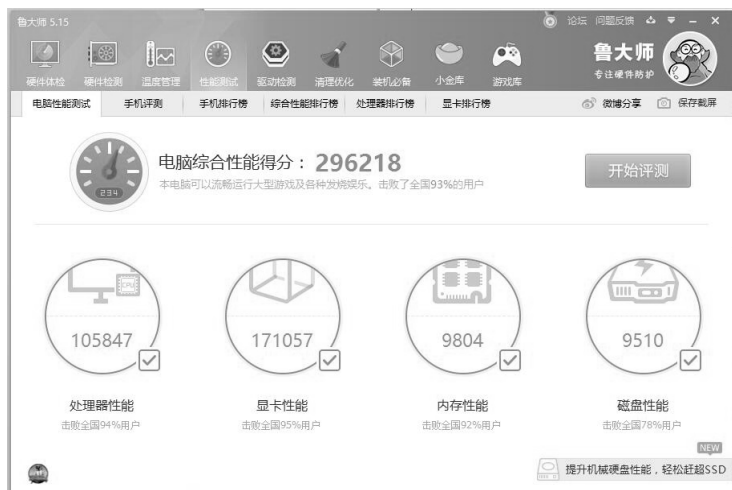 鲁大师 5.15
论坛 问题反馈
硬件体检 硬件检测 温度管理 性能测试 驱动检测 清理优化 装机必备 小金库 游戏库
鲁大师
专注硬件防护
电脑性能测试 手机评测 手机排行榜 综合性能排行榜 处理器排行榜 显卡排行榜 微博分享 保存截屏
电脑综合性能得分： 296218
本电脑可以流畅运行大型游戏及各种发烧娱乐。击败了全国93%的用户
开始评测
234
CPU
105847 171057 9804 9510
处理器性能 显卡性能 内存性能 磁盘性能
击败全国94%用户 击败全国95%用户 击败全国92%用户 击败全国78%用户
NEW
提升机械硬盘性能，轻松赶超SSD